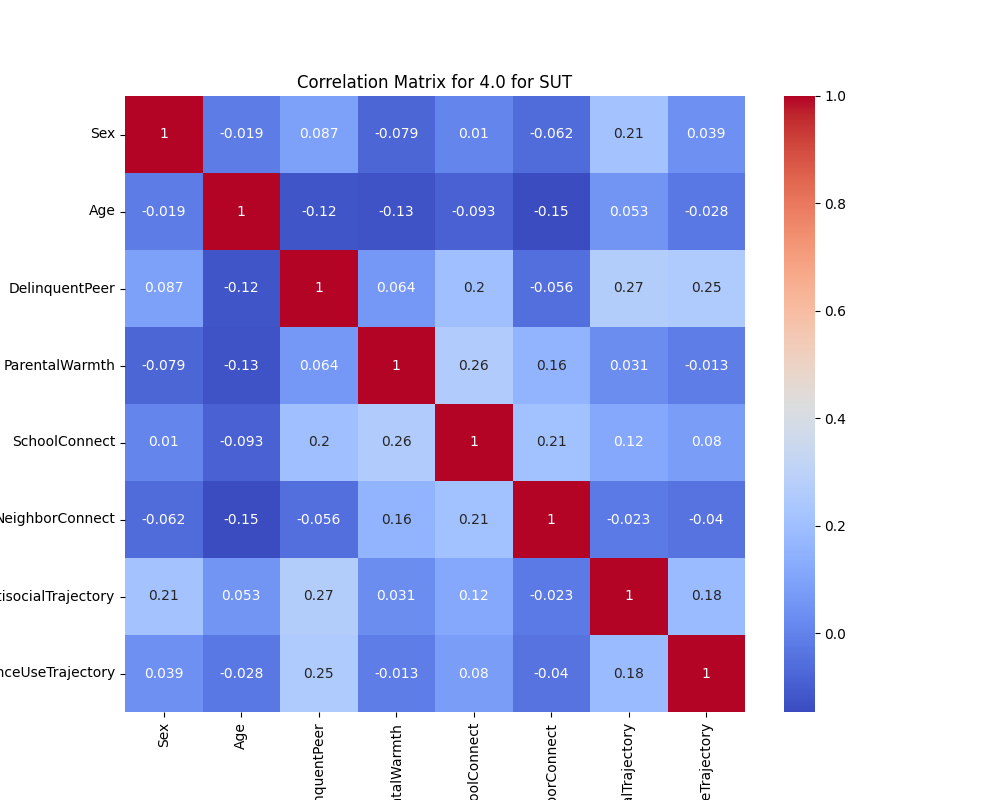 Correlation Matrix for 4.0 for SUT
Sex 1 -0.019 0.087 -0.079 0.01 -0.062 0.21 0.039
Age -0.019 1 -0.12 -0.13 -0.093 -0.15 0.053 -0.028
DelinquentPeer 0.087 -0.12 1 0.064 0.2 -0.056 0.27 0.25
ParentalWarmth -0.079 -0.13 0.064 1 0.26 0.16 0.031 -0.013
SchoolConnect 0.01 -0.093 0.2 0.26 1 0.21 0.12 0.08
NeighborConnect -0.062 -0.15 -0.056 0.16 0.21 1 -0.023 -0.04
tisocialTrajectory 0.21 0.053 0.27 0.031 0.12 -0.023 1 0.18
nceUseTrajectory 0.039 -0.028 0.25 -0.013 0.08 -0.04 0.18 1
Sex
Age
nquentPeer
ntalWarmth
oolConnect
borConnect
alTrajectory
eTrajectory
1.0
0.8
0.6
0.4
0.2
0.0